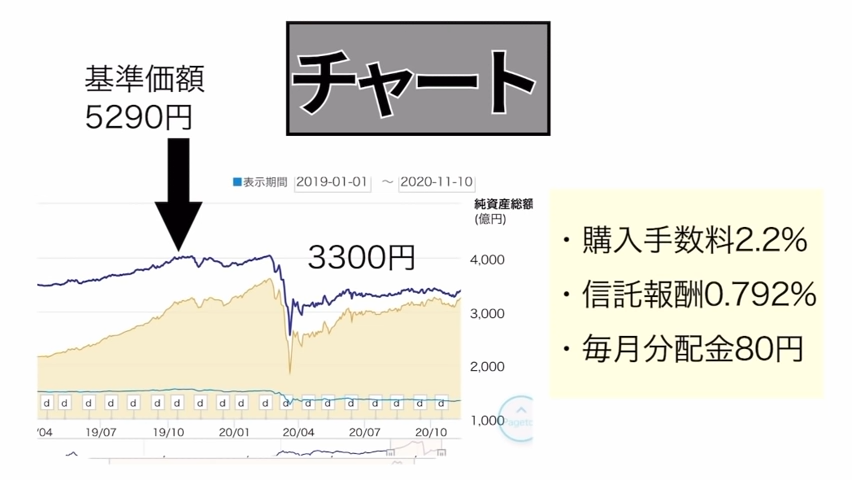 チャート
基準価額
5290円
■表示期間 2019-01-01 ～ 2020-11-10
純資産総額
(億円)
3300円
4,000
3,000
2,000
1,000
d d d d d d d d d d d d d d d d d d d
'04 19/07 19/10 20/01 20/04 20/07 20/10
・購入手数料2.2%
・信託報酬0.792%
・毎月分配金80円